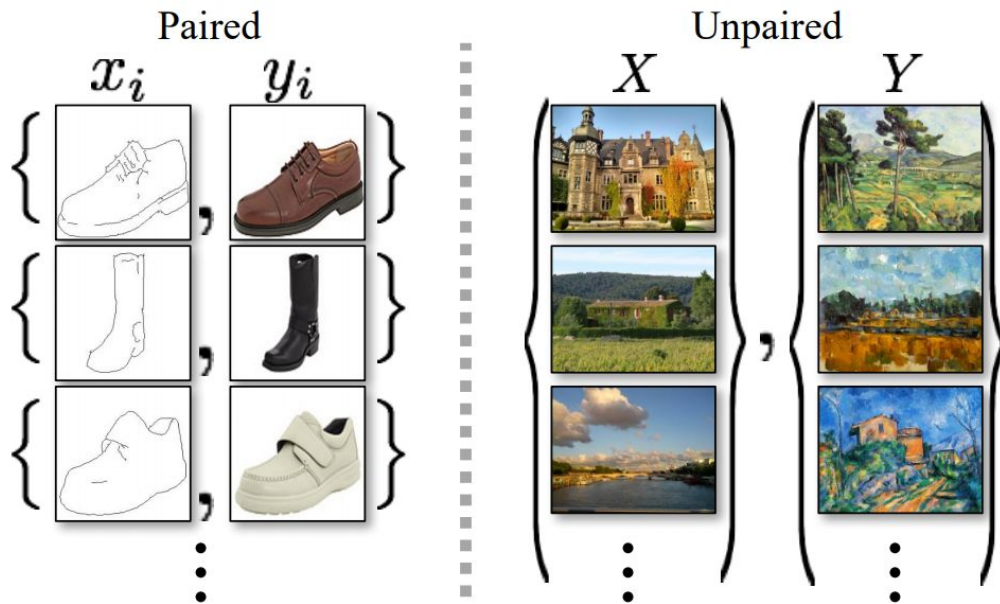 Paired
Unpaired
x_i
y_i
X
Y
{ , }
{ , }
{ , }
{ } , { }
⋮
⋮
⋮